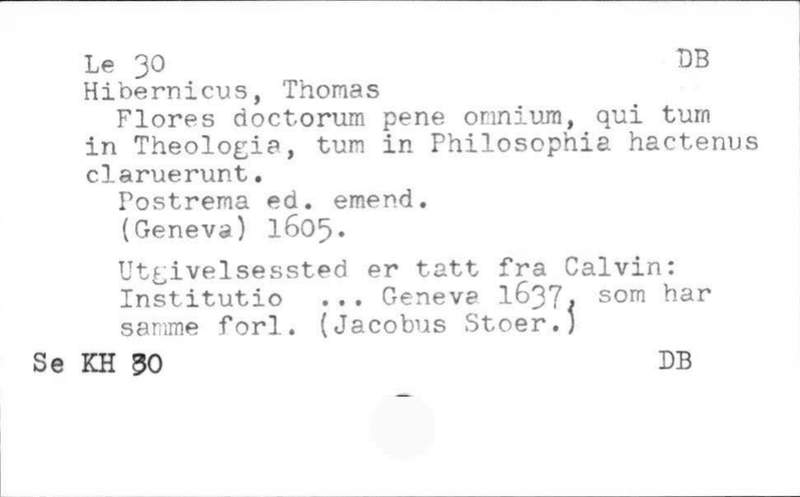 Le 30 DB
Hibernicus, Thomas
Flores doctorum pene omnium, qui tum
in Theologia, tum in Philosophia hactenus
claruerunt.
Postrema ed. emend.
(Geneva) 1605.
Utgivelsessted er tatt fra Calvin:
Institutio ... Geneve 1637, som har
samme forl. (Jacobus Stoer.)
Se KH 30 DB